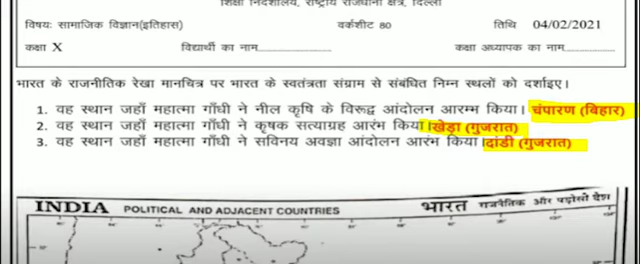 शिक्षा निदेशालय, राष्ट्रीय राजधानी क्षेत्र, दिल्ली
विषय: सामाजिक विज्ञान(इतिहास) वर्कशीट 80 तिथि 04/02/2021
कक्षा X विद्यार्थी का नाम कक्षा अध्यापक का नाम
भारत के राजनीतिक रेखा मानचित्र पर भारत के स्वतंत्रता संग्राम से संबंधित निम्न स्थलों को दर्शाइए।
1. वह स्थान जहाँ महात्मा गाँधी ने नील कृषि के विरूद्ध आंदोलन आरम्भ किया। चंपारण (बिहार)
2. वह स्थान जहाँ महात्मा गाँधी ने कृषक सत्याग्रह आरंभ किया। खेड़ा (गुजरात)
3. वह स्थान जहाँ महात्मा गाँधी ने सविनय अवज्ञा आंदोलन आरंभ किया। दांडी (गुजरात)
INDIA POLITICAL AND ADJACENT COUNTRIES भारत राजनैतिक और पड़ोसी देश